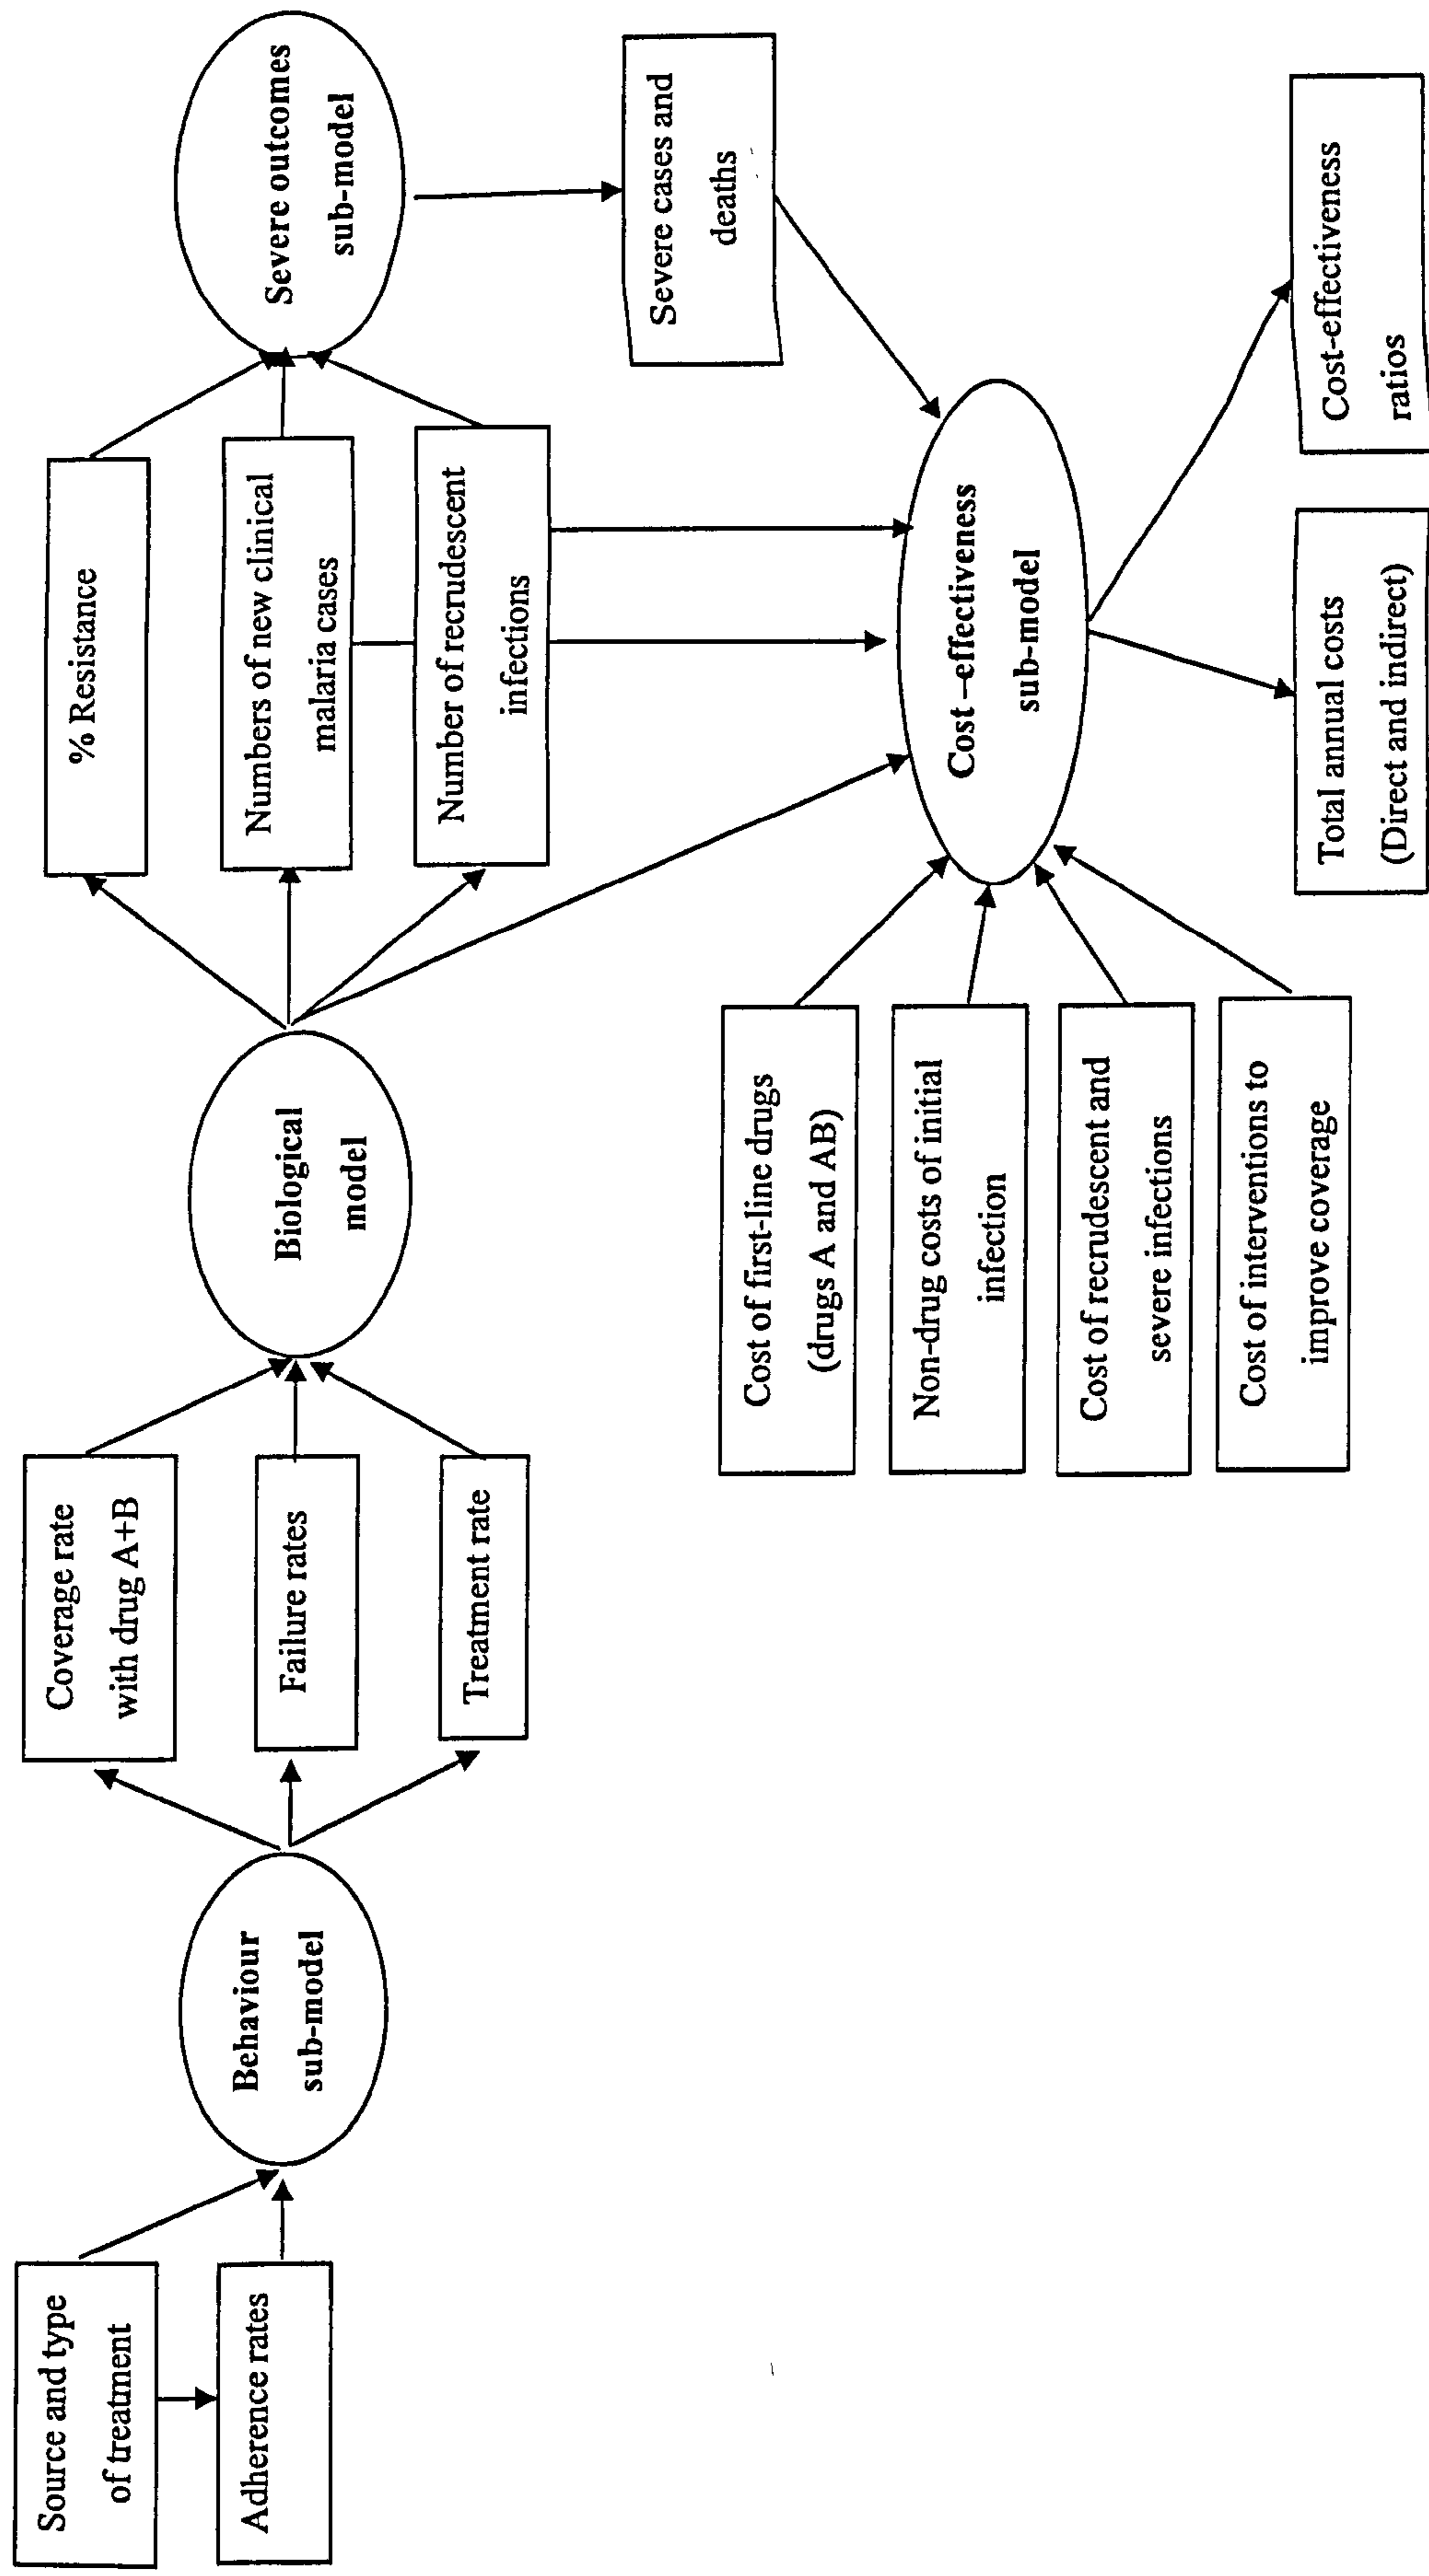 Source and type
of treatment
Adherence rates
Behaviour
sub-model
Coverage rate
with drug A+B
Failure rates
Treatment rate
Biological
model
% Resistance
Numbers of new clinical
malaria cases
Number of recrudescent
infections
Severe outcomes
sub-model
Severe cases and
deaths
Cost of first-line drugs
(drugs A and AB)
Non-drug costs of initial
infection
Cost of recrudescent and
severe infections
Cost of interventions to
improve coverage
Cost –effectiveness
sub-model
Total annual costs
(Direct and indirect)
Cost-effectiveness
ratios